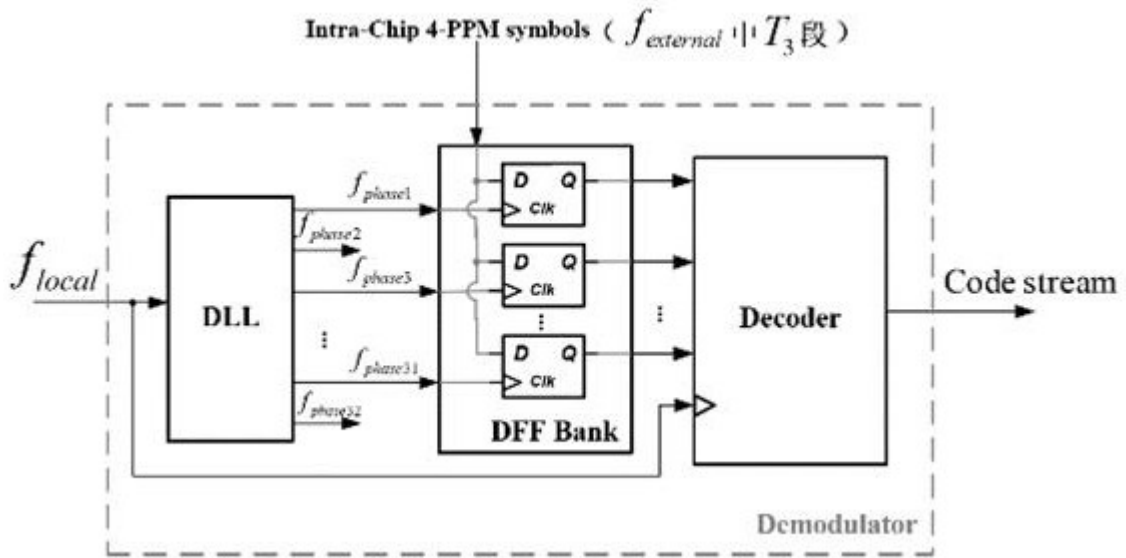 Intra-Chip 4-PPM symbols （ f_external 中 T_3 段 ）
f_phase1
f_phase2
f_phase3
⋮
f_phase31
f_phase32
f_local
DLL
D Q
Clk
D Q
Clk
D Q
Clk
DFF Bank
Decoder
Code stream
Demodulator